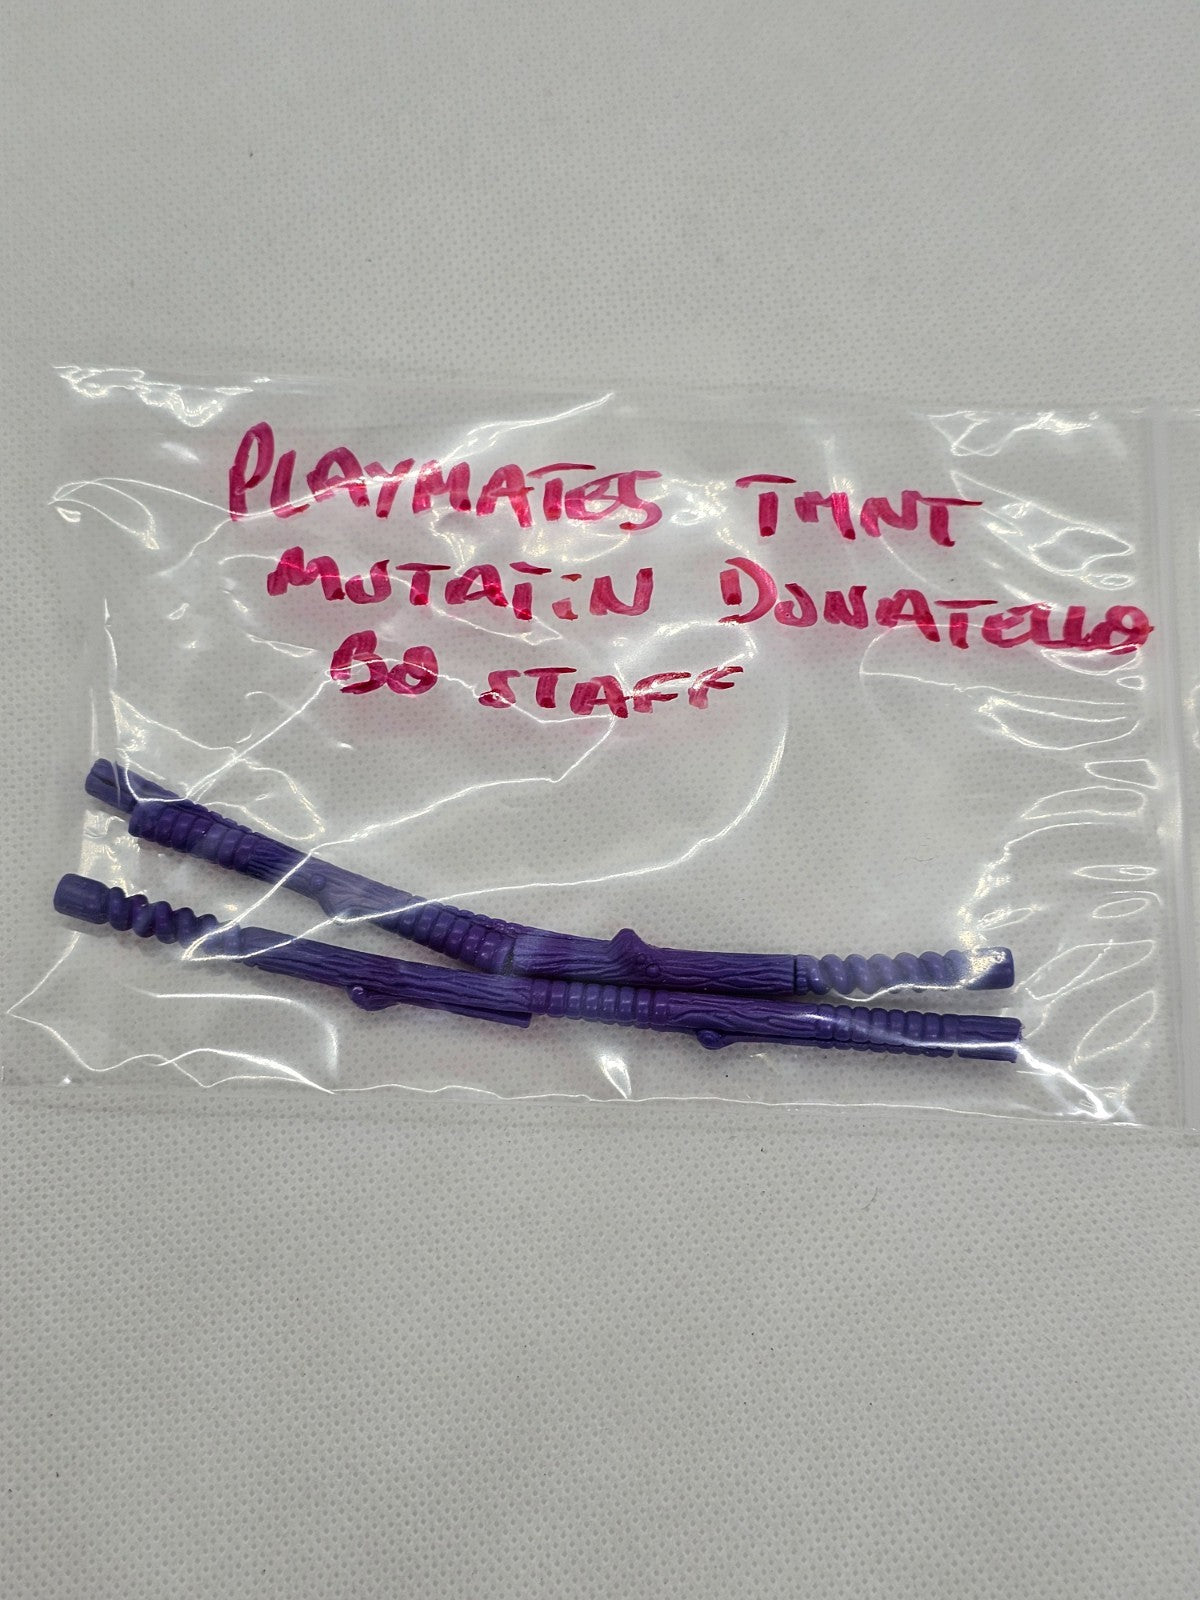 PLAYMATES TMNT
MUTATiN DONATELLO
BO STAFF